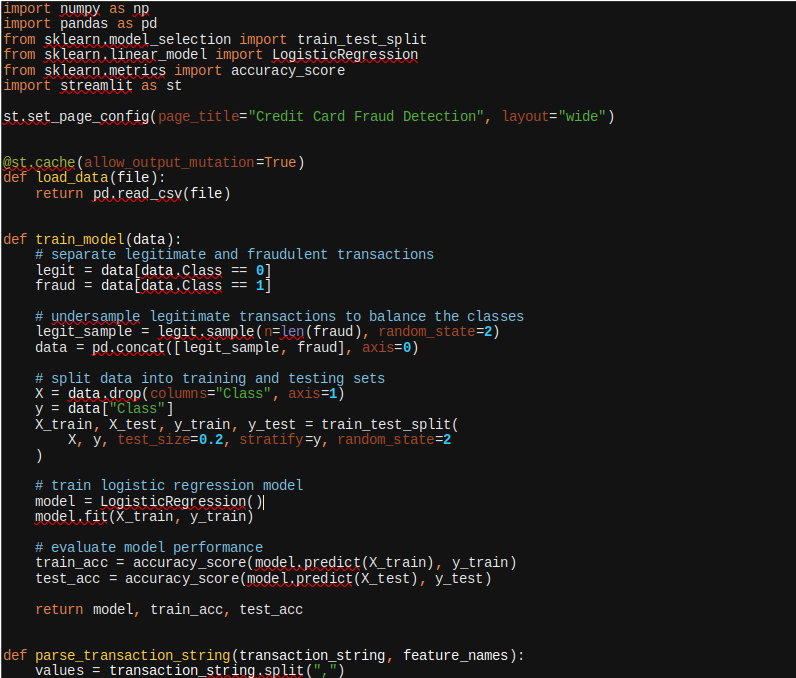 import numpy as np
import pandas as pd
from sklearn.model_selection import train_test_split
from sklearn.linear_model import LogisticRegression
from sklearn.metrics import accuracy_score
import streamlit as st
st.set_page_config(page_title="Credit Card Fraud Detection", layout="wide")
@st.cache(allow_output_mutation=True)
def load_data(file):
    return pd.read_csv(file)
def train_model(data):
    # separate legitimate and fraudulent transactions
    legit = data[data.Class == 0]
    fraud = data[data.Class == 1]
    # undersample legitimate transactions to balance the classes
    legit_sample = legit.sample(n=len(fraud), random_state=2)
    data = pd.concat([legit_sample, fraud], axis=0)
    # split data into training and testing sets
    X = data.drop(columns="Class", axis=1)
    y = data["Class"]
    X_train, X_test, y_train, y_test = train_test_split(
        X, y, test_size=0.2, stratify=y, random_state=2
    )
    # train logistic regression model
    model = LogisticRegression()
    model.fit(X_train, y_train)
    # evaluate model performance
    train_acc = accuracy_score(model.predict(X_train), y_train)
    test_acc = accuracy_score(model.predict(X_test), y_test)
    return model, train_acc, test_acc
def parse_transaction_string(transaction_string, feature_names):
    values = transaction_string.split(",")